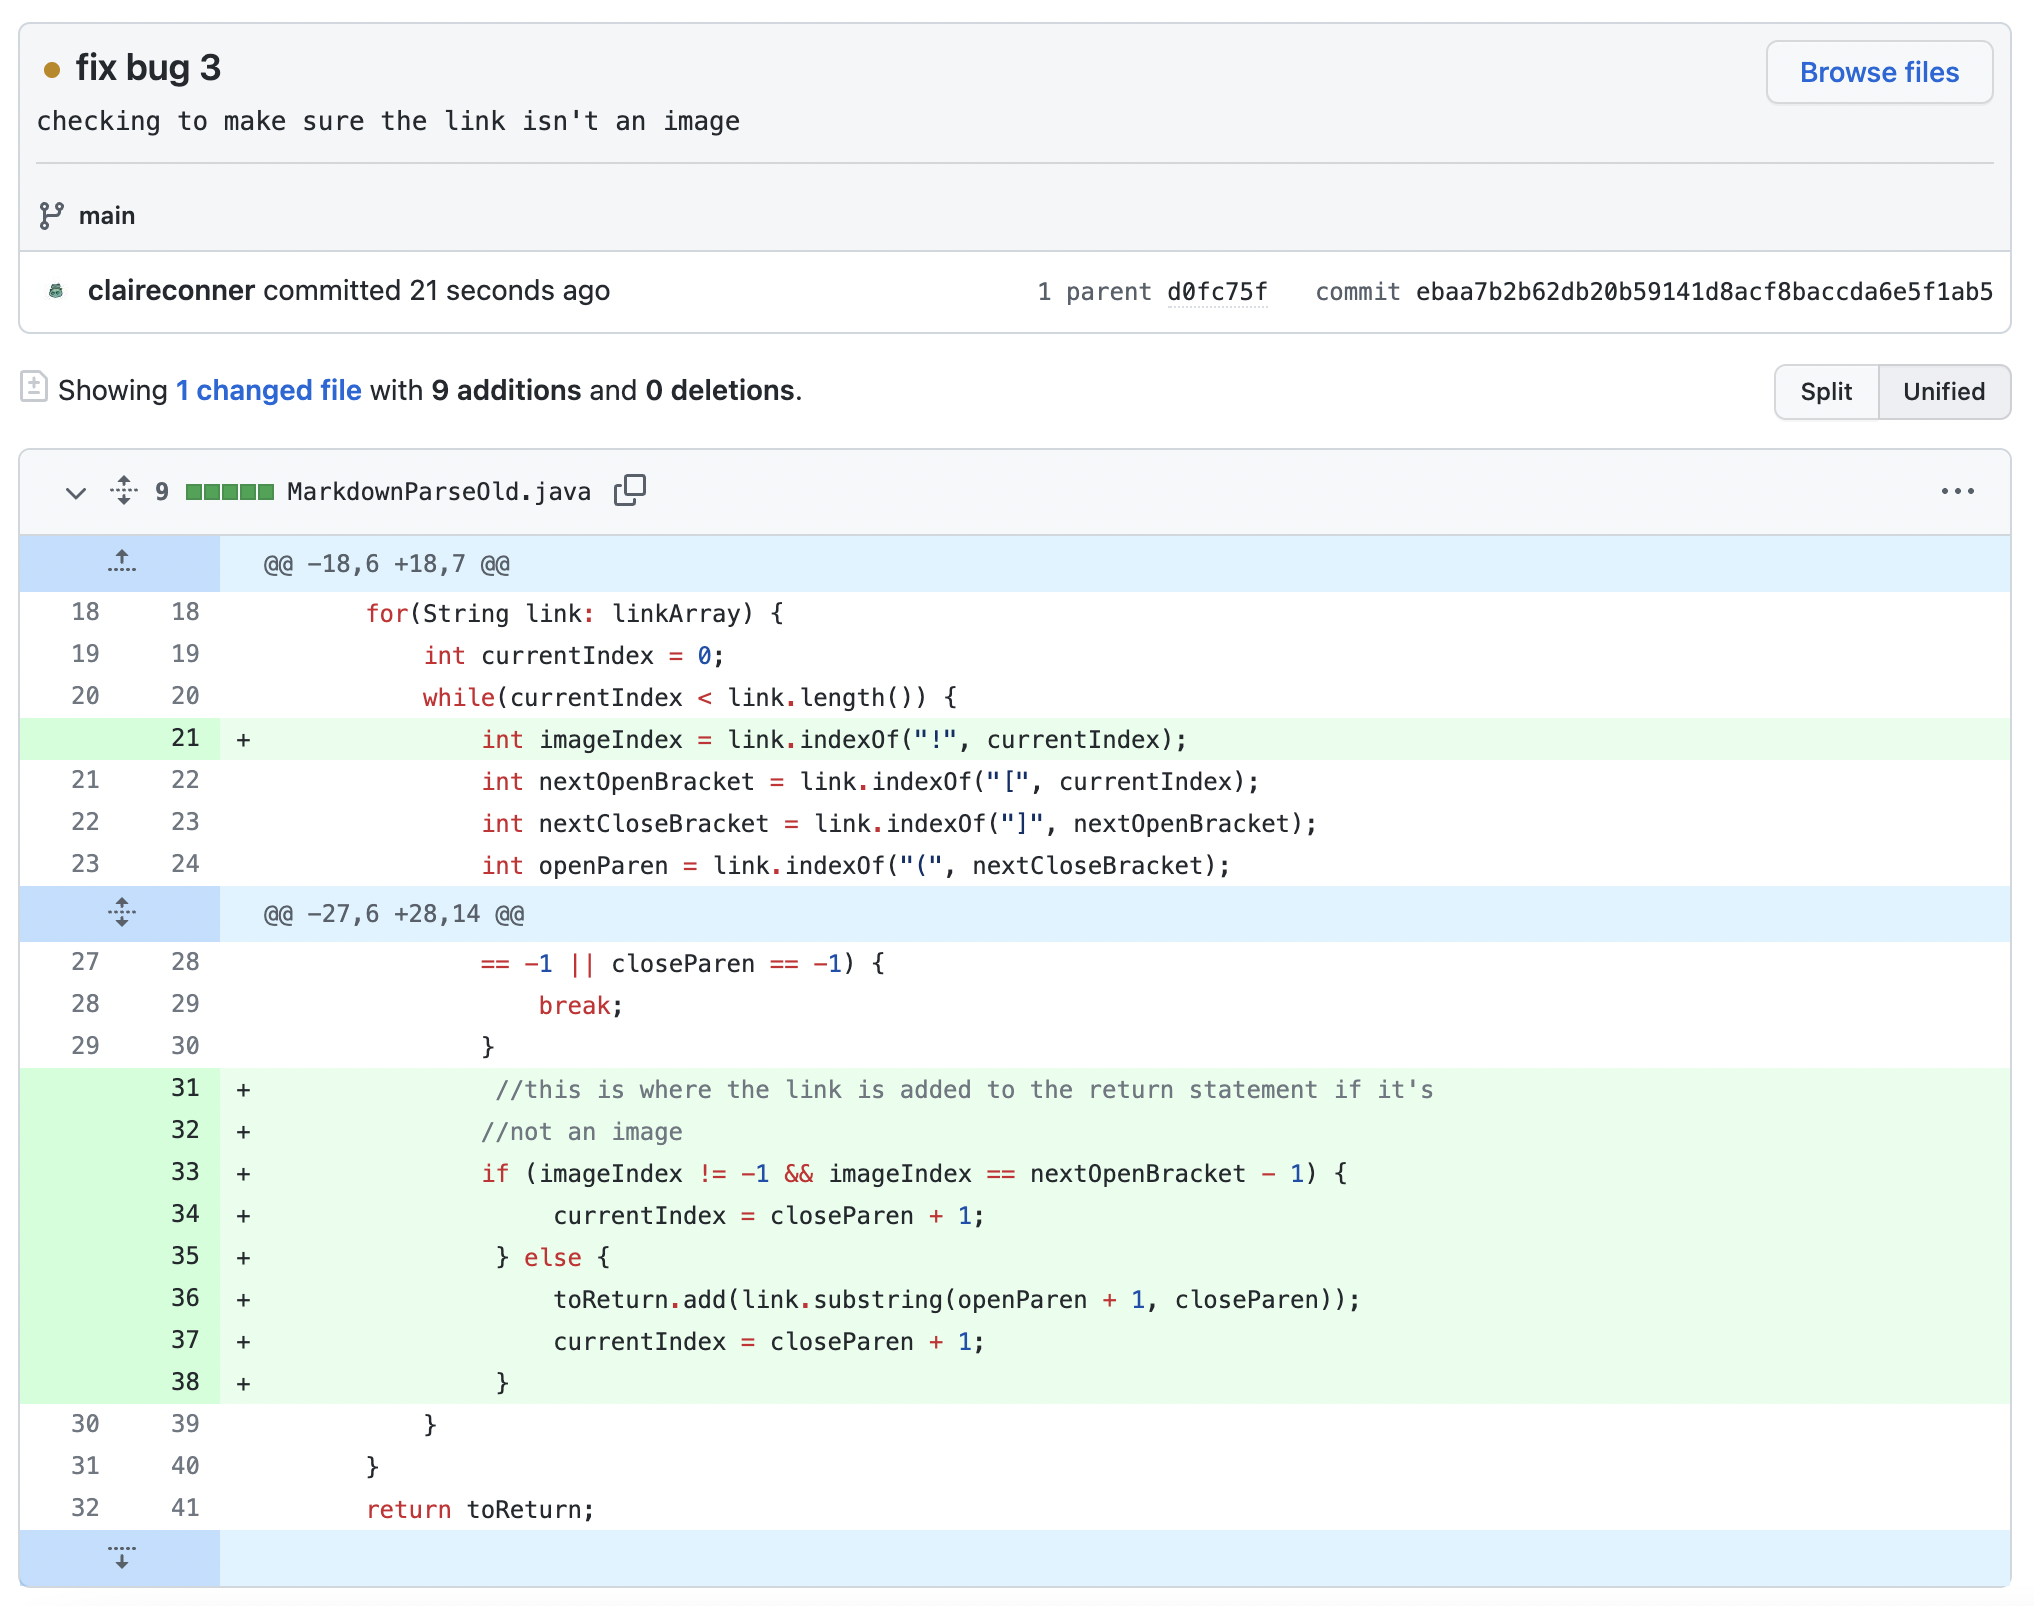 fix bug 3
Browse files
checking to make sure the link isn't an image
main
claireconner committed 21 seconds ago 1 parent d0fc75f commit ebaa7b2b62db20b59141d8acf8baccda6e5f1ab5
Showing 1 changed file with 9 additions and 0 deletions. Split Unified
9 MarkdownParseOld.java
@@ -18,6 +18,7 @@
18 18 for(String link: linkArray) {
19 19 int currentIndex = 0;
20 20 while(currentIndex < link.length()) {
21 + int imageIndex = link.indexOf("!", currentIndex);
21 22 int nextOpenBracket = link.indexOf("[", currentIndex);
22 23 int nextCloseBracket = link.indexOf("]", nextOpenBracket);
23 24 int openParen = link.indexOf("(", nextCloseBracket);
@@ -27,6 +28,14 @@
27 28 == -1 || closeParen == -1) {
28 29 break;
29 30 }
31 + //this is where the link is added to the return statement if it's
32 + //not an image
33 + if (imageIndex != -1 && imageIndex == nextOpenBracket - 1) {
34 + currentIndex = closeParen + 1;
35 + } else {
36 + toReturn.add(link.substring(openParen + 1, closeParen));
37 + currentIndex = closeParen + 1;
38 + }
30 39 }
31 40 }
32 41 return toReturn;